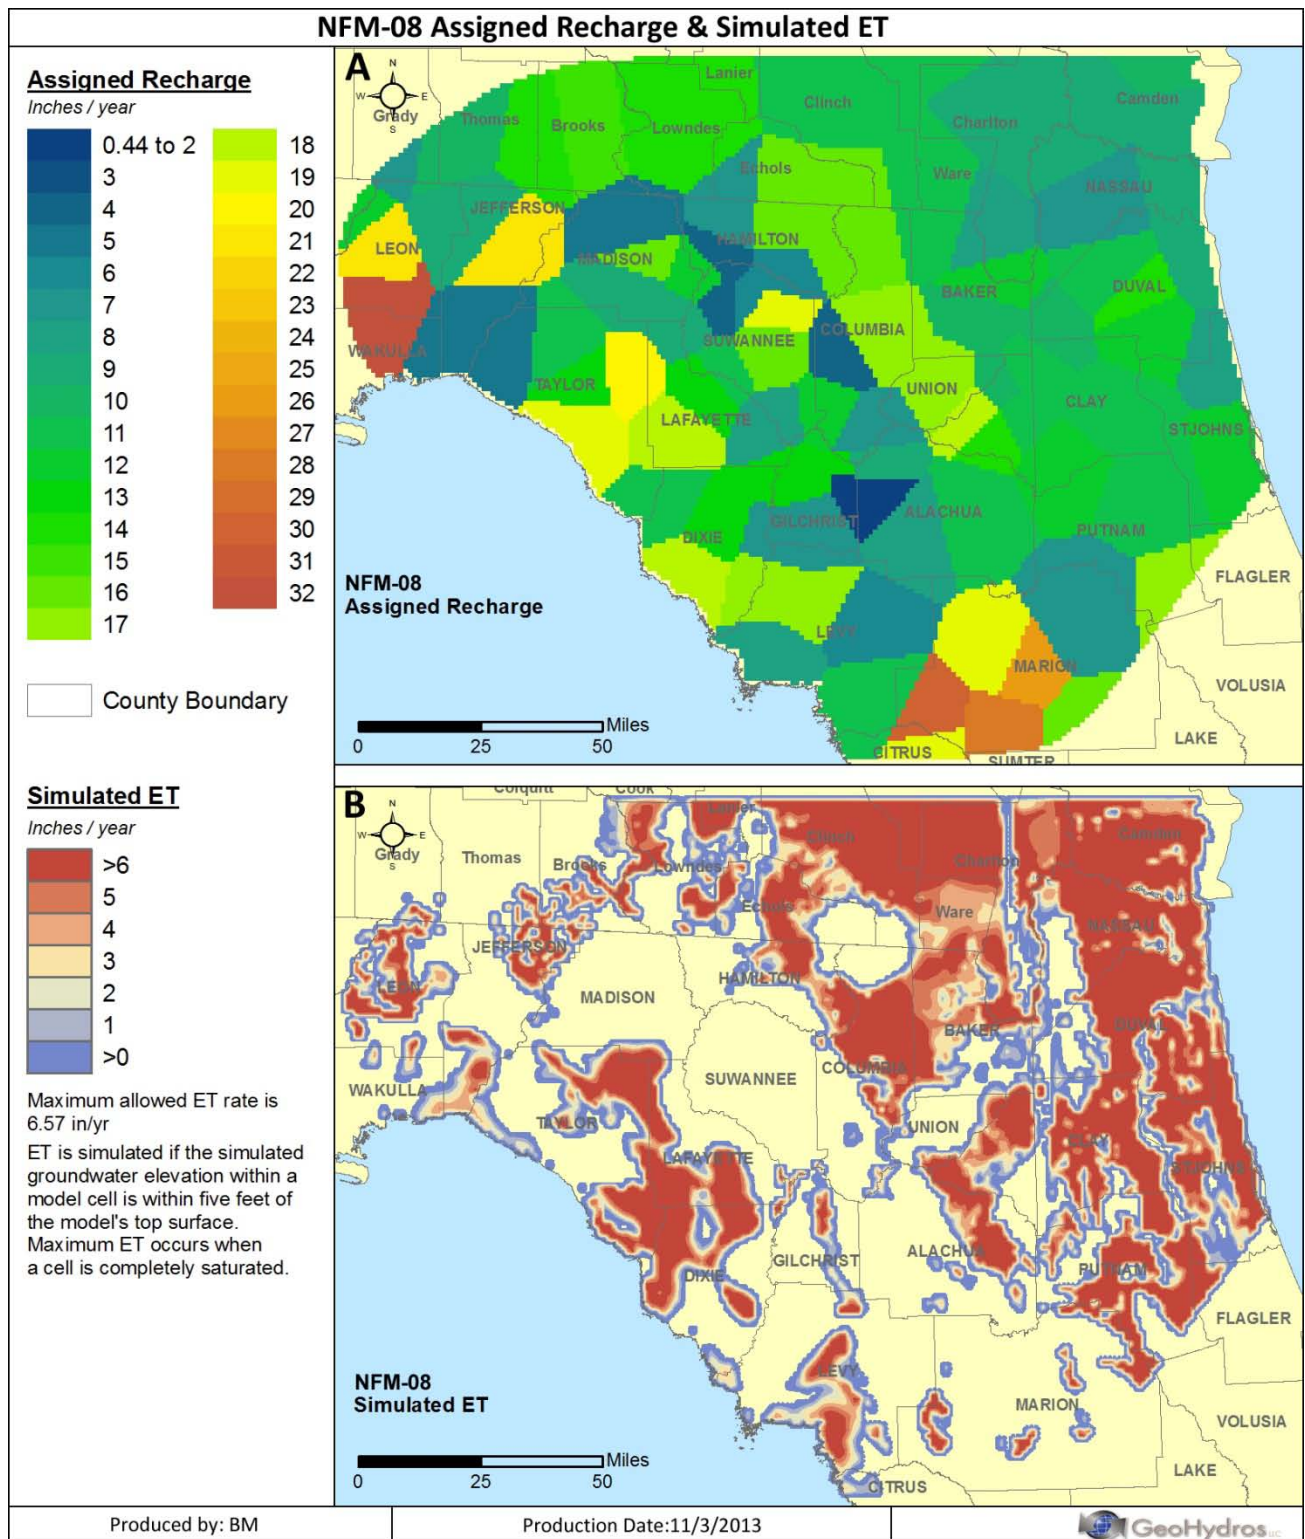 NFM-08 Assigned Recharge & Simulated ET
Assigned Recharge
Inches / year
0.44 to 2
3
4
5
6
7
8
9
10
11
12
13
14
15
16
17
18
19
20
21
22
23
24
25
26
27
28
29
30
31
32
County Boundary
A
N
W E
S
Grady
Thomas
Brooks
Lanier
Lowndes
Clinch
Camden
Charlton
Echols
Ware
NASSAU
JEFFERSON
LEON
HAMILTON
MADISON
BAKER
DUVAL
COLUMBIA
SUWANNEE
WAKULLA
TAYLOR
UNION
CLAY
LAFAYETTE
STJOHNS
GILCHRIST
ALACHUA
DIXIE
PUTNAM
FLAGLER
LEVY
MARION
VOLUSIA
LAKE
CITRUS
SUMTER
NFM-08
Assigned Recharge
Miles
0 25 50
Simulated ET
Inches / year
>6
5
4
3
2
1
>0
Maximum allowed ET rate is
6.57 in/yr
ET is simulated if the simulated
groundwater elevation within a
model cell is within five feet of
the model's top surface.
Maximum ET occurs when
a cell is completely saturated.
B
N
W E
S
Colquitt
Cook
Lanier
Grady
Thomas
Brooks
Lowndes
Clinch
Camden
Charlton
Echols
Ware
NASSAU
JEFFERSON
LEON
HAMILTON
MADISON
BAKER
DUVAL
COLUMBIA
SUWANNEE
WAKULLA
TAYLOR
UNION
CLAY
LAFAYETTE
STJOHNS
ALACHUA
GILCHRIST
DIXIE
PUTNAM
FLAGLER
LEVY
MARION
VOLUSIA
LAKE
CITRUS
NFM-08
Simulated ET
Miles
0 25 50
Produced by: BM
Production Date:11/3/2013
GeoHydros LLC